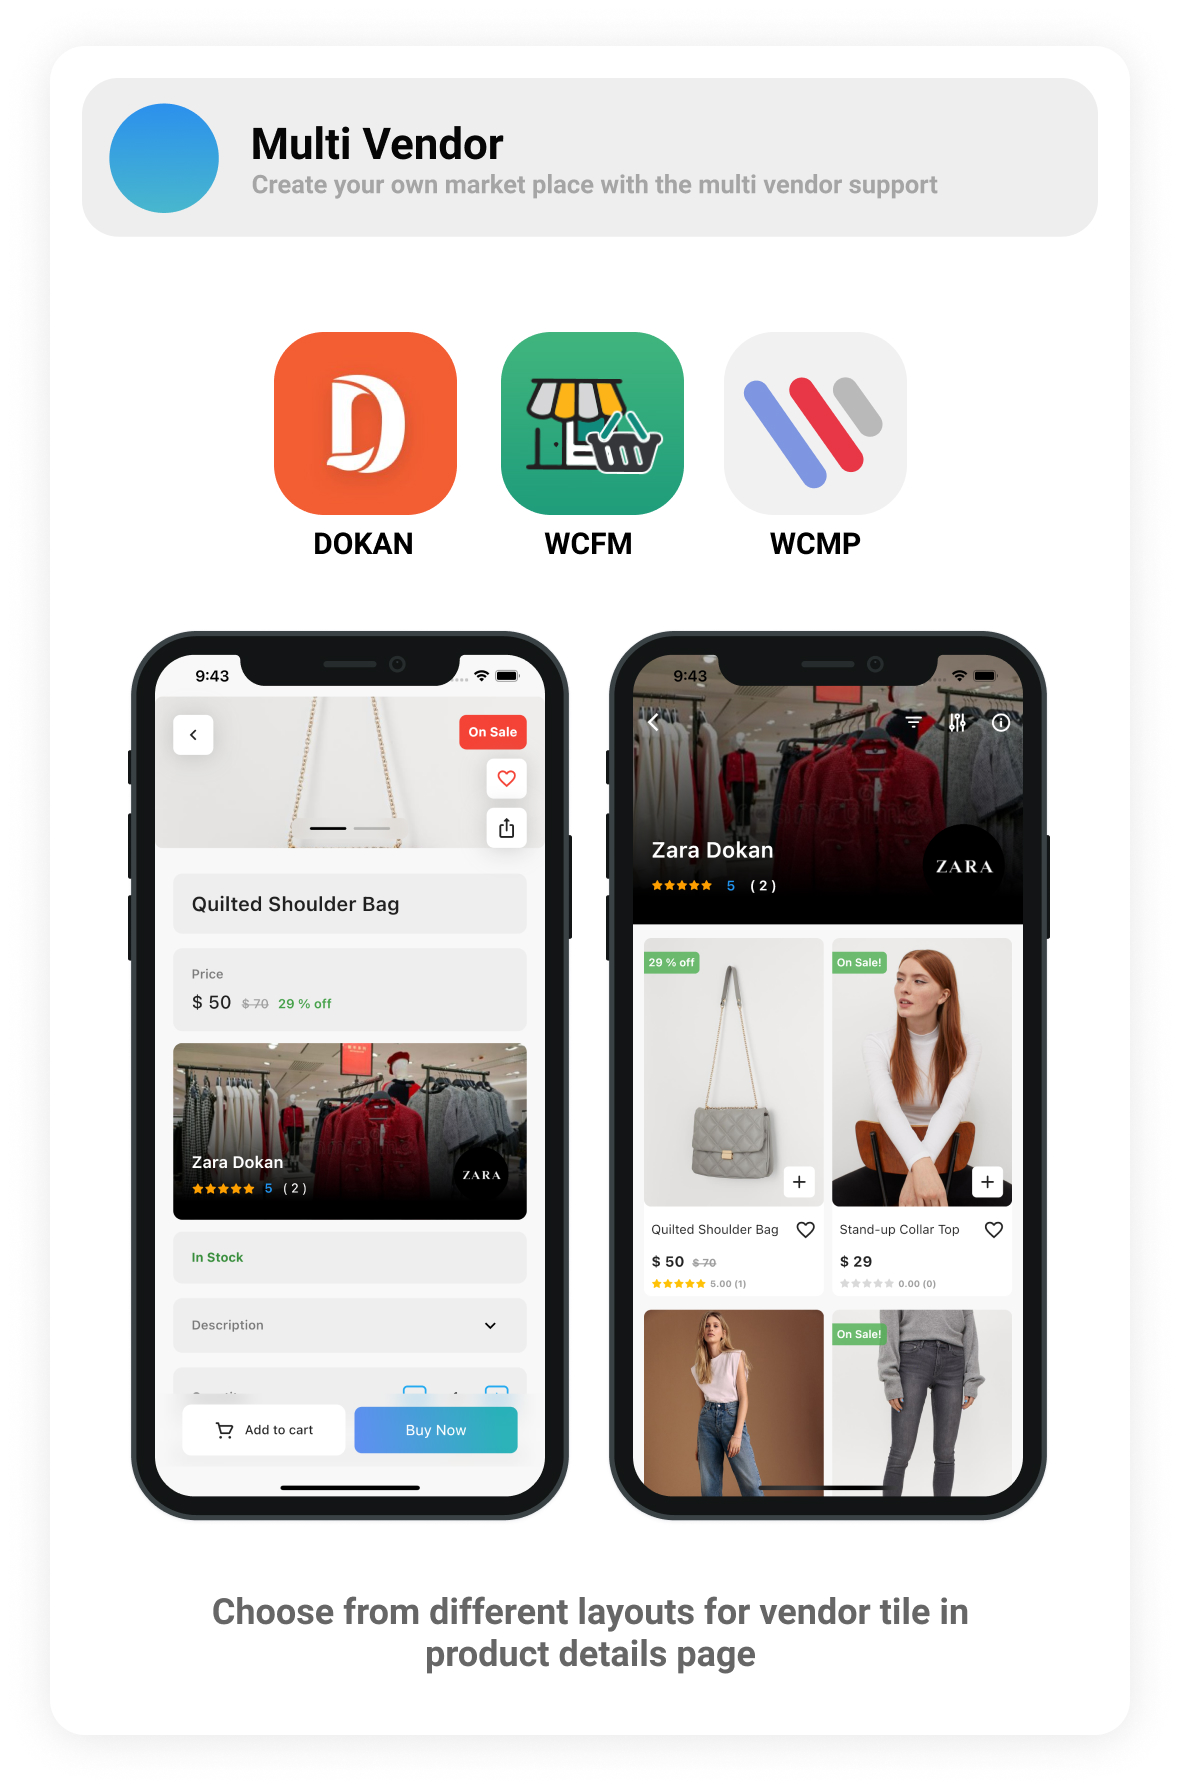 Multi Vendor
Create your own market place with the multi vendor support
DOKAN
WCFM
WCMP
9:43
On Sale
Quilted Shoulder Bag
Price
$ 50 $ 70 29 % off
Zara Dokan
5 ( 2 )
ZARA
In Stock
Description
Add to cart
Buy Now
9:43
Zara Dokan
5 ( 2 )
ZARA
29 % off
On Sale!
Quilted Shoulder Bag
$ 50 $ 70
5.00 (1)
Stand-up Collar Top
$ 29
0.00 (0)
On Sale!
Choose from different layouts for vendor tile in
product details page